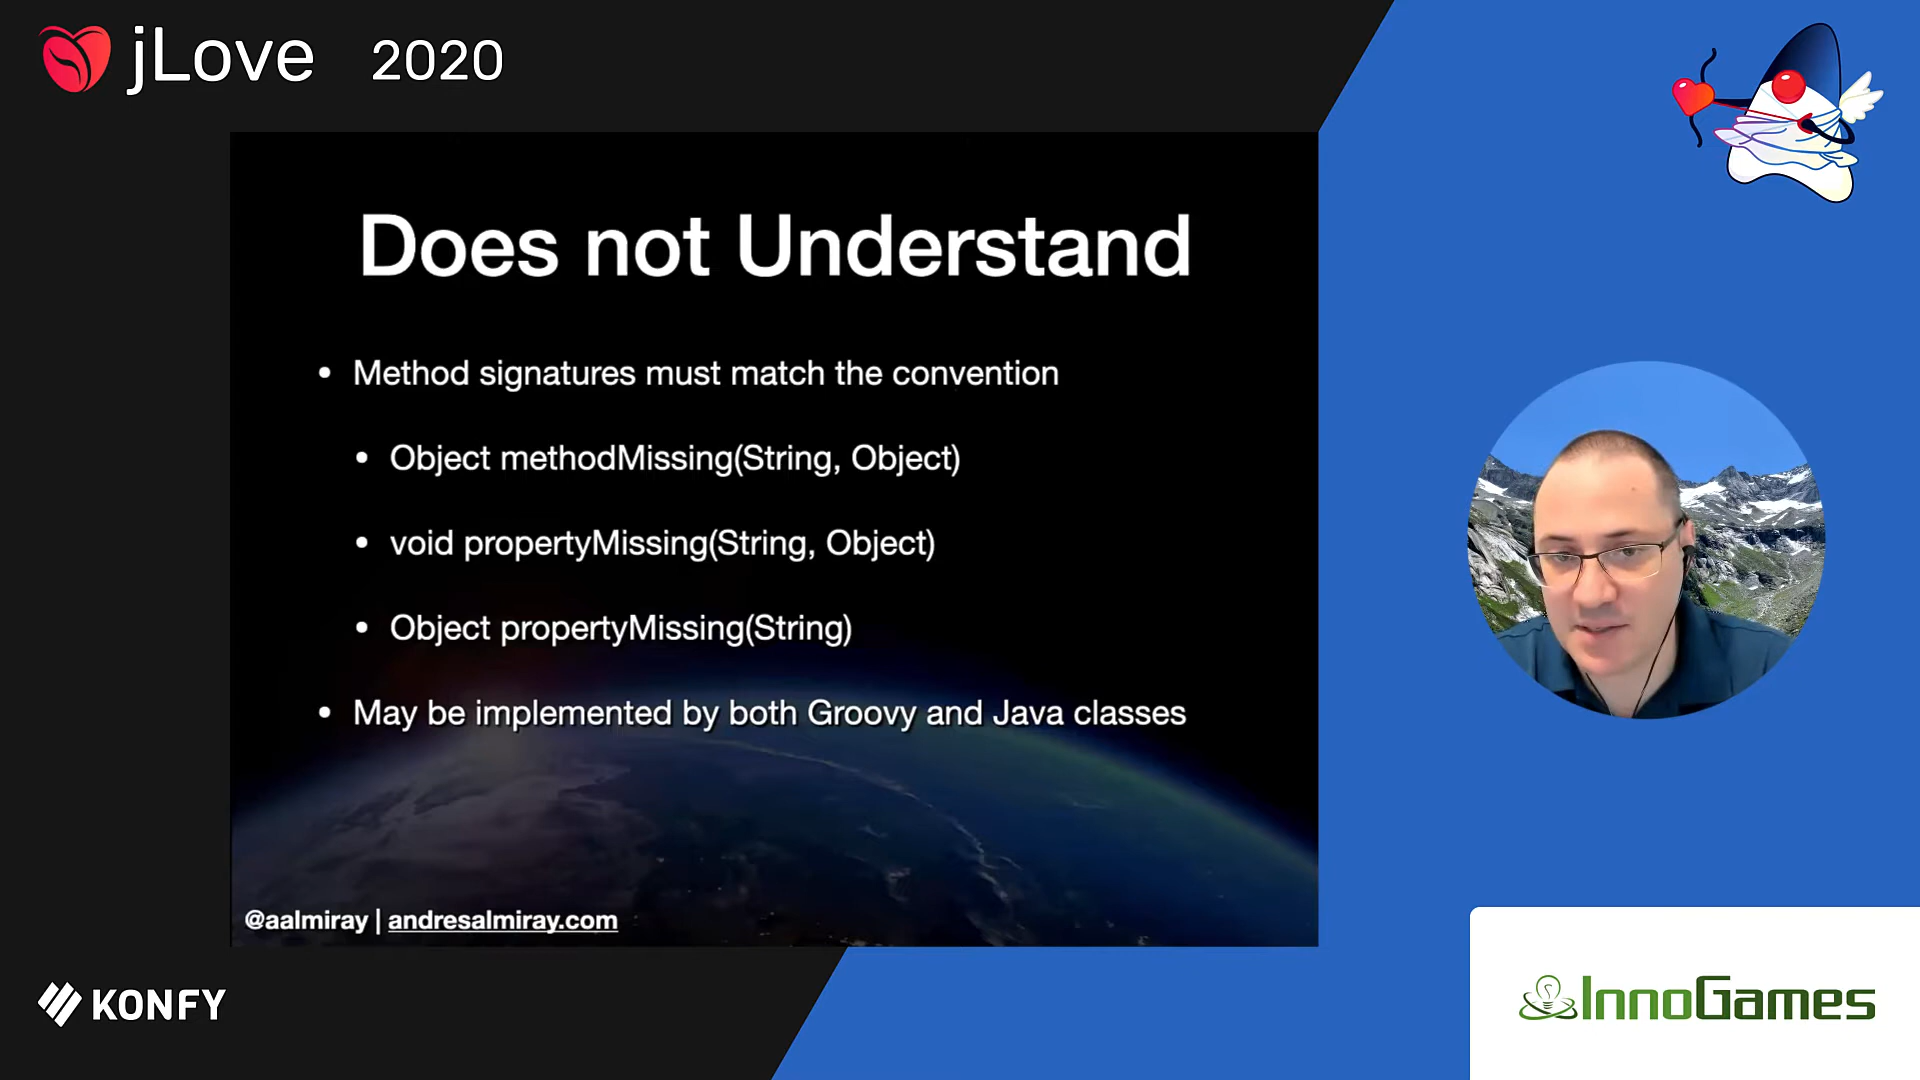 jLove 2020
Does not Understand
• Method signatures must match the convention
• Object methodMissing(String, Object)
• void propertyMissing(String, Object)
• Object propertyMissing(String)
• May be implemented by both Groovy and Java classes
@aalmiray | andresalmiray.com
KONFY
InnoGames